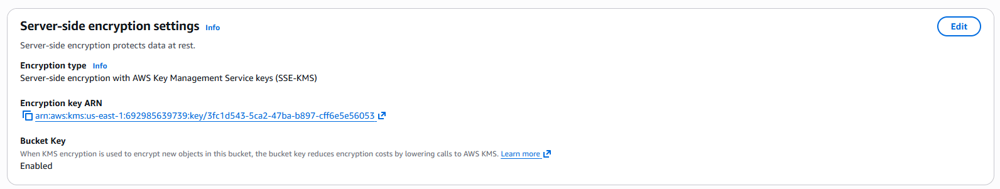 Server-side encryption settings Info
Edit
Server-side encryption protects data at rest.
Encryption type Info
Server-side encryption with AWS Key Management Service keys (SSE-KMS)
Encryption key ARN
arn:aws:kms:us-east-1:692985639739:key/3fc1d543-5ca2-47ba-b897-cff6e5e56053
Bucket Key
When KMS encryption is used to encrypt new objects in this bucket, the bucket key reduces encryption costs by lowering calls to AWS KMS. Learn more
Enabled